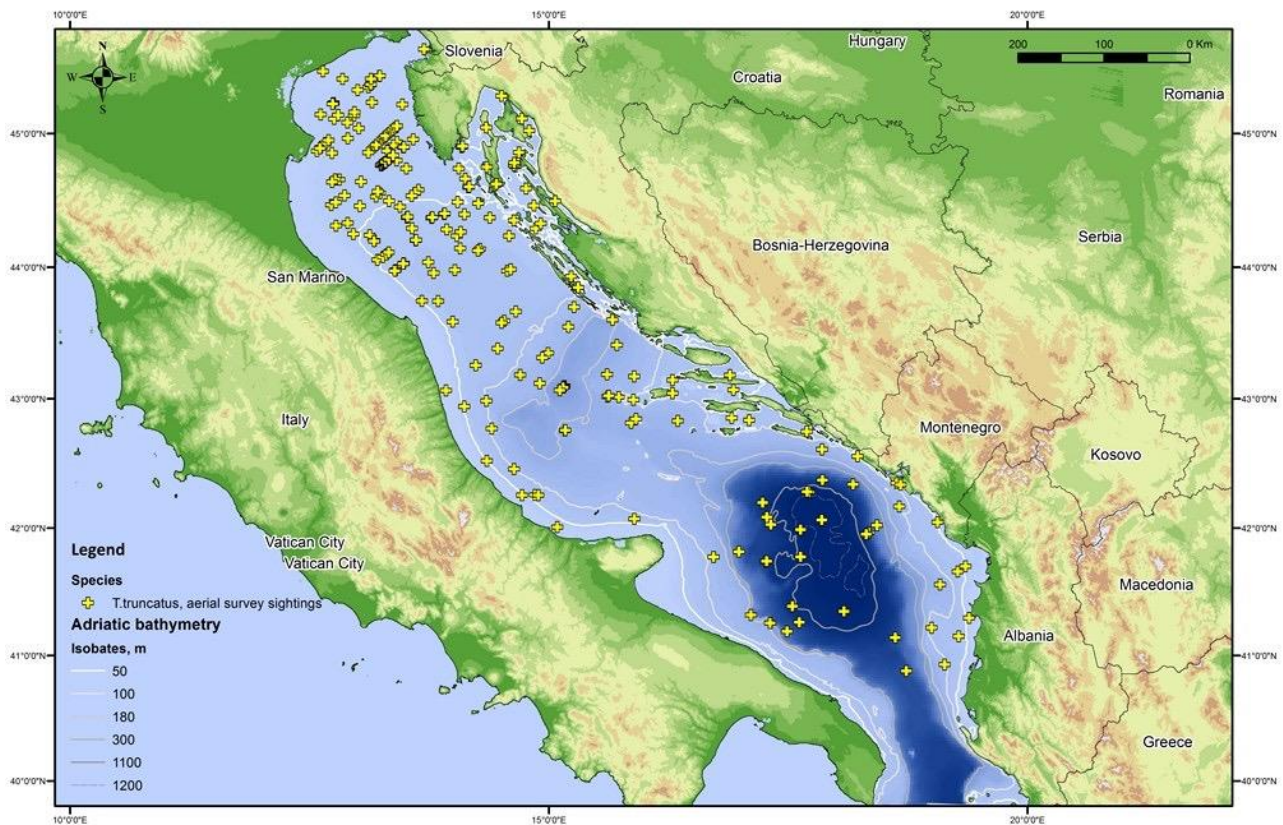 10°0'0"E
15°0'0"E
20°0'0"E
N
W
E
S
Slovenia
Hungary
200
100
0 Km
Croatia
Romania
45°0'0"N
45°0'0"N
Bosnia-Herzegovina
Serbia
44°0'0"N
San Marino
44°0'0"N
43°0'0"N
Italy
Montenegro
Kosovo
43°0'0"N
42°0'0"N
Vatican City
Vatican City
42°0'0"N
Macedonia
Albania
41°0'0"N
41°0'0"N
Greece
40°0'0"N
40°0'0"N
Legend
Species
T.truncatus, aerial survey sightings
Adriatic bathymetry
Isobates, m
50
100
180
300
1100
1200
10°0'0"E
15°0'0"E
20°0'0"E